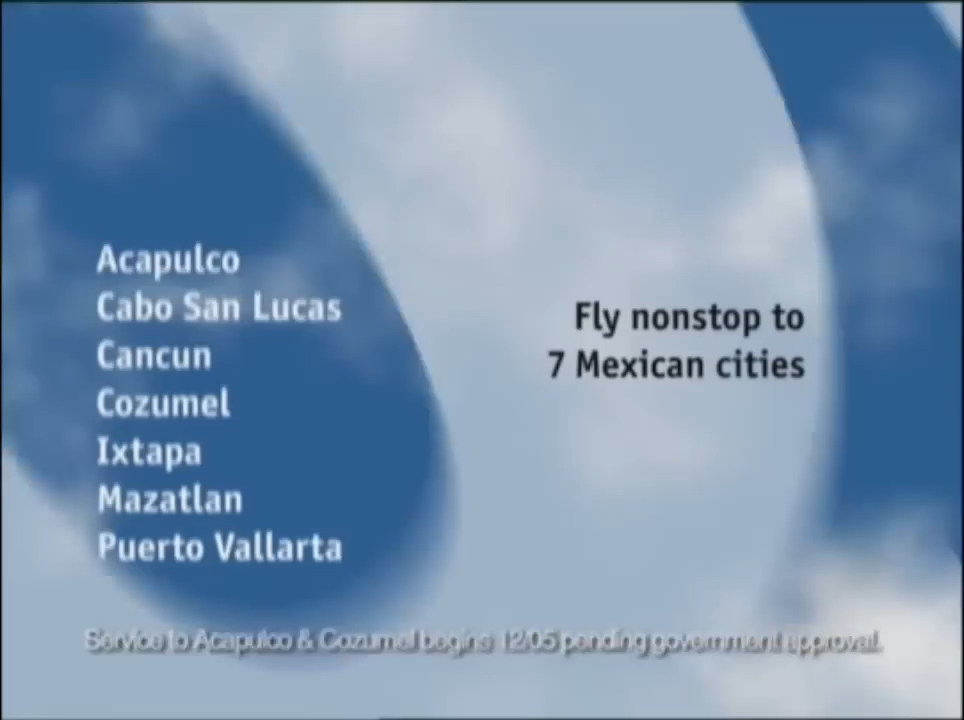 Acapulco
Cabo San Lucas
Cancun
Cozumel
Ixtapa
Mazatlan
Puerto Vallarta
Fly nonstop to
7 Mexican cities
Service to Acapulco & Cozumel begins 12/05 pending government approval.